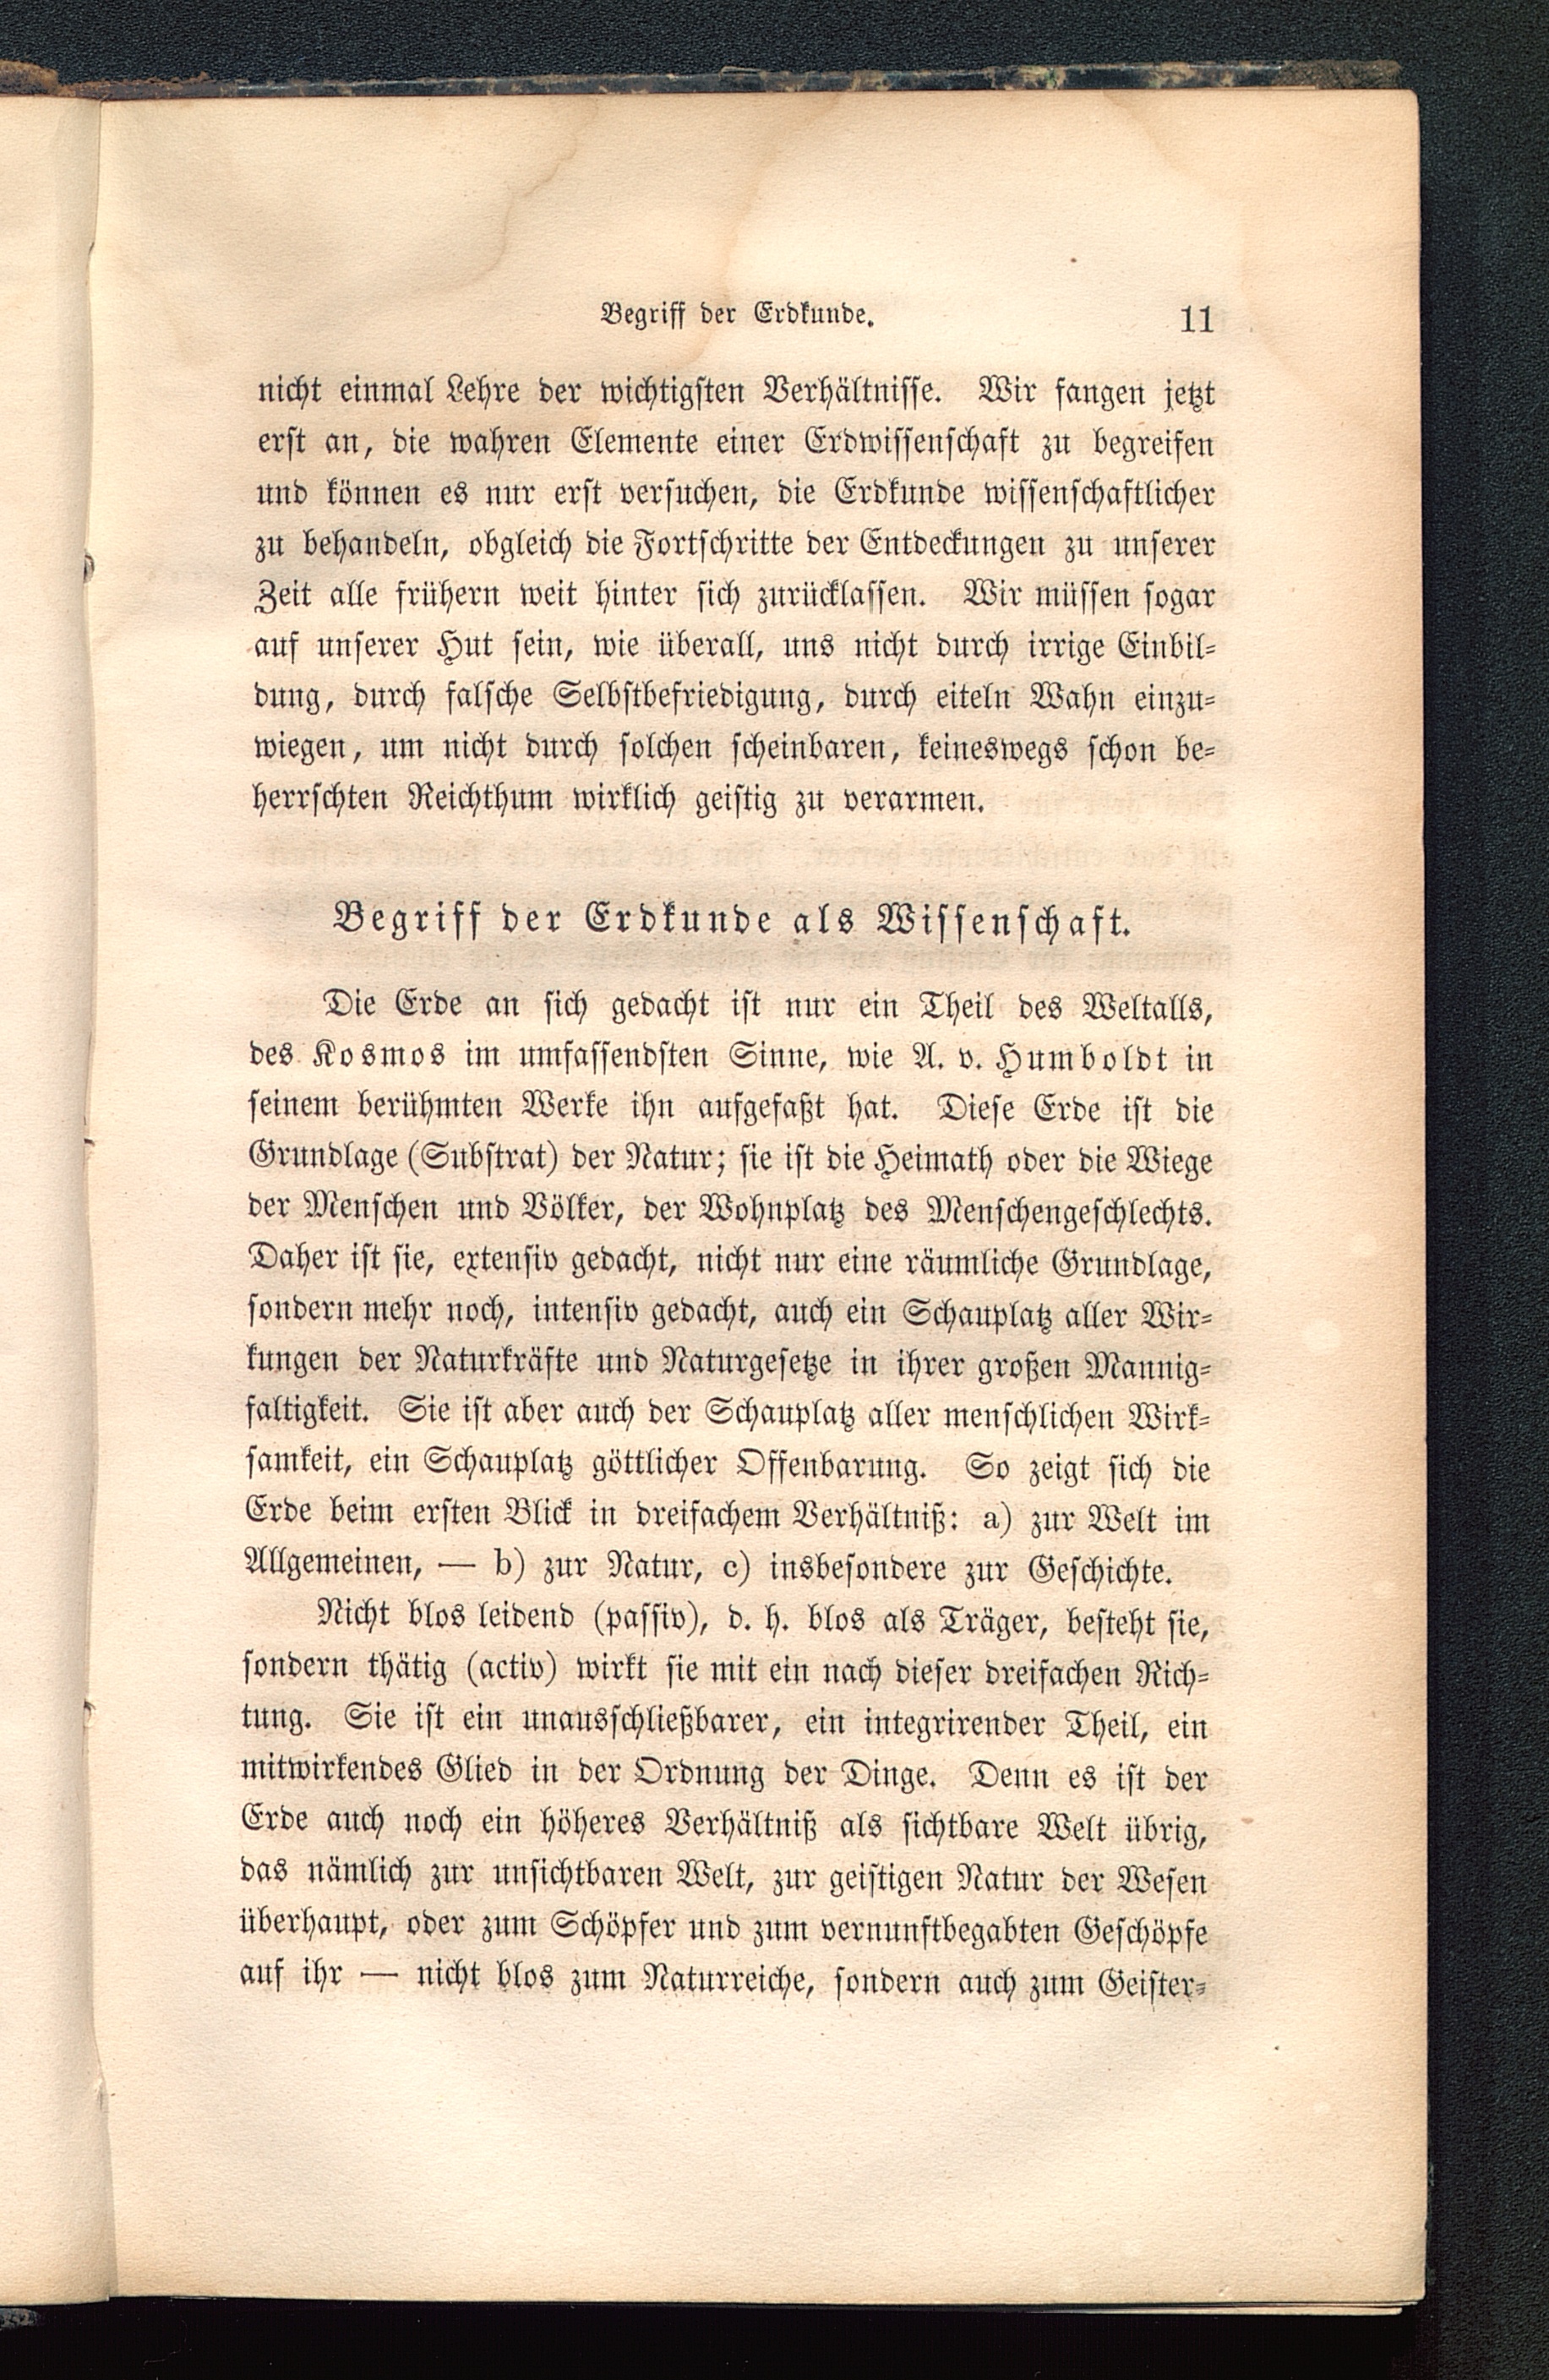 Begriff der Erdkunde. 11
nicht einmal Lehre der wichtigsten Verhältnisse. Wir fangen jetzt
erst an, die wahren Elemente einer Erdwissenschaft zu begreifen
und können es nur erst versuchen, die Erdkunde wissenschaftlicher
zu behandeln, obgleich die Fortschritte der Entdeckungen zu unserer
Zeit alle frühern weit hinter sich zurücklassen. Wir müssen sogar
auf unserer Hut sein, wie überall, uns nicht durch irrige Einbil-
dung, durch falsche Selbstbefriedigung, durch eiteln Wahn einzu-
wiegen, um nicht durch solchen scheinbaren, keineswegs schon be-
herrschten Reichthum wirklich geistig zu verarmen.
Begriff der Erdkunde als Wissenschaft.
Die Erde an sich gedacht ist nur ein Theil des Weltalls,
des Kosmos im umfassendsten Sinne, wie A. v. Humboldt in
seinem berühmten Werke ihn aufgefaßt hat. Diese Erde ist die
Grundlage (Substrat) der Natur; sie ist die Heimath oder die Wiege
der Menschen und Völker, der Wohnplatz des Menschengeschlechts.
Daher ist sie, extensiv gedacht, nicht nur eine räumliche Grundlage,
sondern mehr noch, intensiv gedacht, auch ein Schauplatz aller Wir-
kungen der Naturkräfte und Naturgesetze in ihrer großen Mannig-
faltigkeit. Sie ist aber auch der Schauplatz aller menschlichen Wirk-
samkeit, ein Schauplatz göttlicher Offenbarung. So zeigt sich die
Erde beim ersten Blick in dreifachem Verhältniß: a) zur Welt im
Allgemeinen, — b) zur Natur, c) insbesondere zur Geschichte.
Nicht blos leidend (passiv), d. h. blos als Träger, besteht sie,
sondern thätig (activ) wirkt sie mit ein nach dieser dreifachen Rich-
tung. Sie ist ein unausschließbarer, ein integrirender Theil, ein
mitwirkendes Glied in der Ordnung der Dinge. Denn es ist der
Erde auch noch ein höheres Verhältniß als sichtbare Welt übrig,
das nämlich zur unsichtbaren Welt, zur geistigen Natur der Wesen
überhaupt, oder zum Schöpfer und zum vernunftbegabten Geschöpfe
auf ihr — nicht blos zum Naturreiche, sondern auch zum Geister-